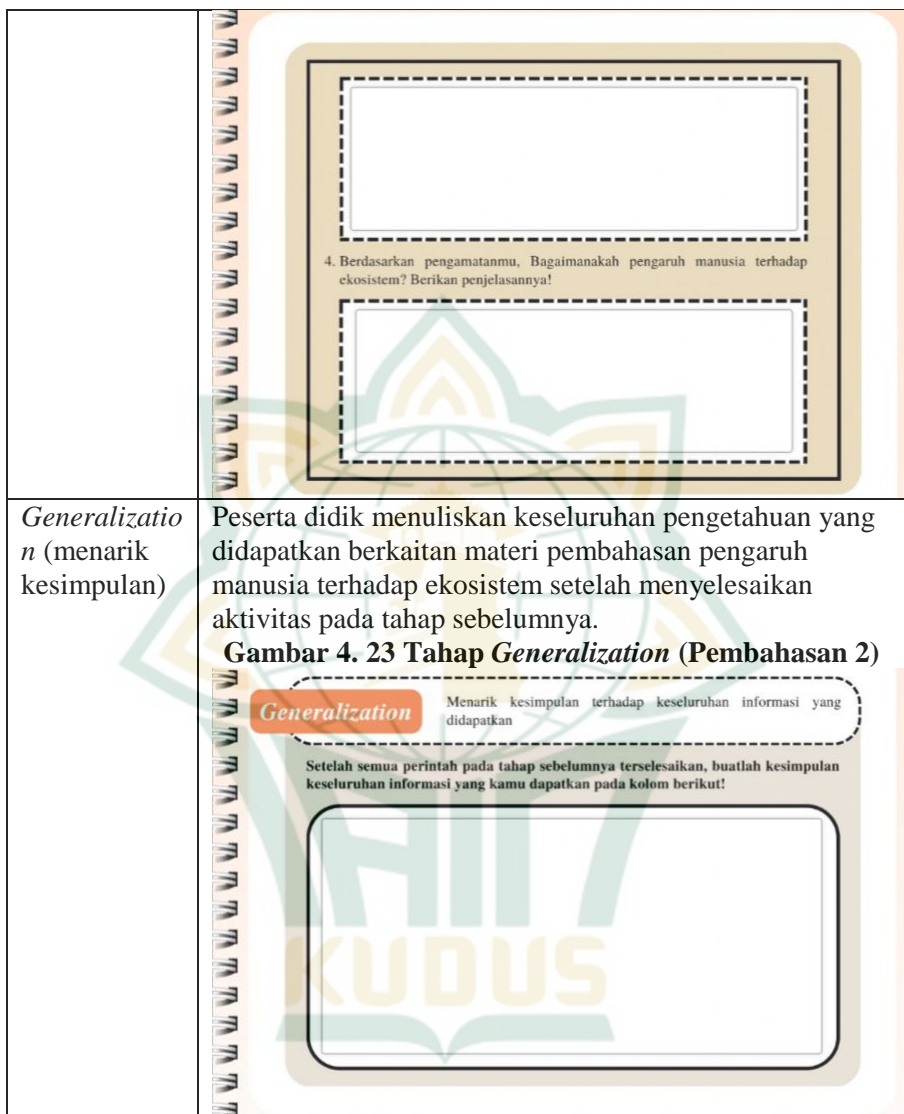 4. Berdasarkan pengamatanmu, Bagaimanakah pengaruh manusia terhadap
ekosistem? Berikan penjelasannya!
Generalizatio
n (menarik
kesimpulan)
Peserta didik menuliskan keseluruhan pengetahuan yang
didapatkan berkaitan materi pembahasan pengaruh
manusia terhadap ekosistem setelah menyelesaikan
aktivitas pada tahap sebelumnya.
Gambar 4. 23 Tahap Generalization (Pembahasan 2)
Generalization
Menarik kesimpulan terhadap keseluruhan informasi yang
didapatkan
Setelah semua perintah pada tahap sebelumnya terselesaikan, buatlah kesimpulan
keseluruhan informasi yang kamu dapatkan pada kolom berikut!
IAIN
KUDUS